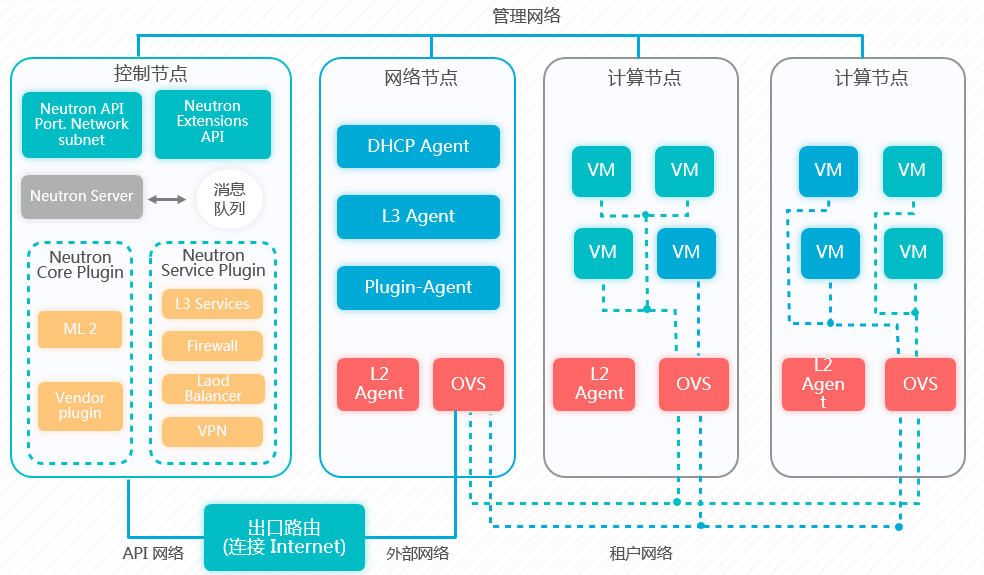 管理网络
控制节点
Neutron API
Port. Network
subnet
Neutron
Extensions
API
Neutron Server
消息
队列
Neutron
Core Plugin
ML 2
Vendor
plugin
Neutron
Service Plugin
L3 Services
Firewall
Laod
Balancer
VPN
网络节点
DHCP Agent
L3 Agent
Plugin-Agent
L2
Agent
OVS
计算节点
VM
VM
VM
VM
L2
Agent
OVS
计算节点
VM
VM
VM
VM
L2
Agen
t
OVS
出口路由
(连接 Internet)
API 网络
外部网络
租户网络